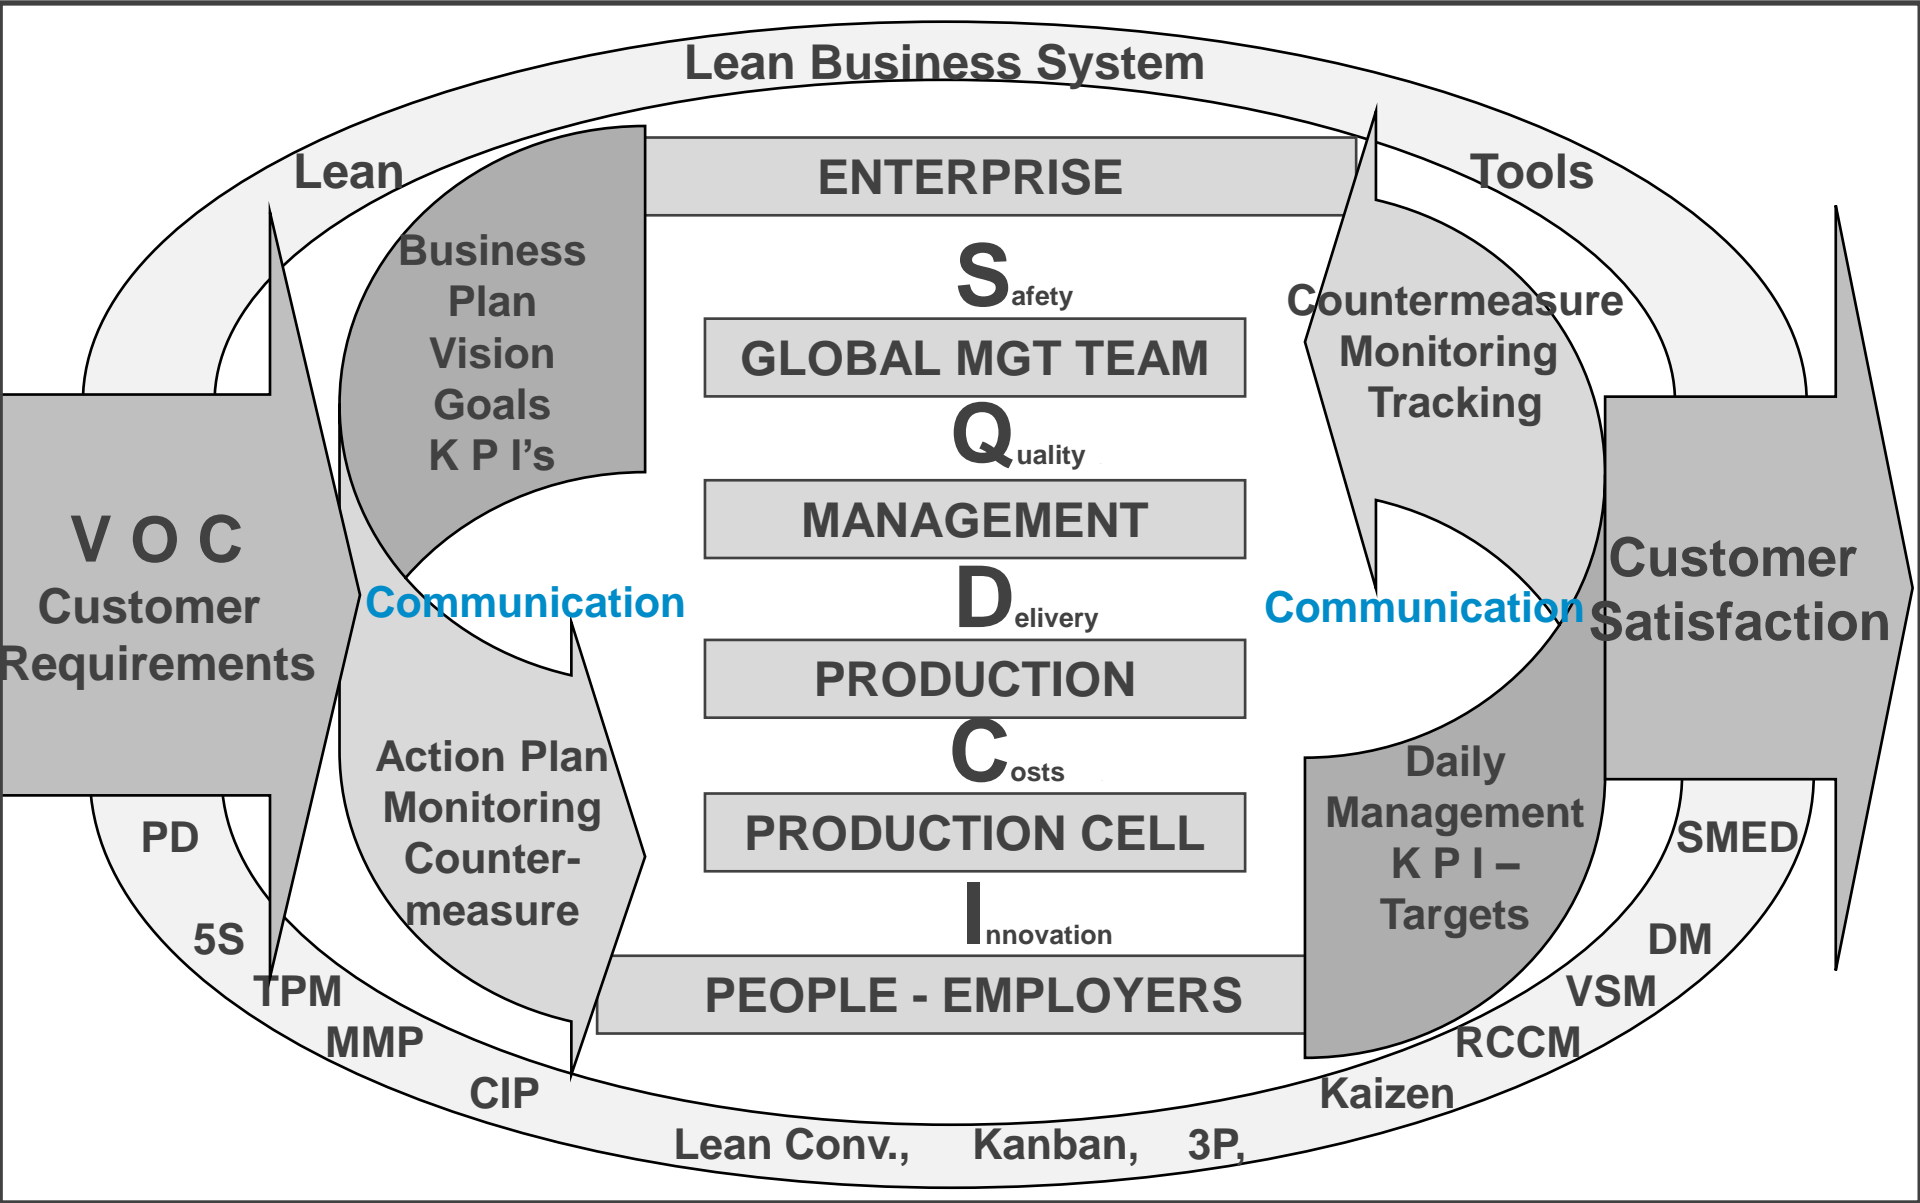 Lean Business System
Lean
Tools
ENTERPRISE
Business
Plan
Vision
Goals
K P I's
Safety
GLOBAL MGT TEAM
Quality
MANAGEMENT
Delivery
PRODUCTION
Costs
PRODUCTION CELL
Innovation
PEOPLE - EMPLOYERS
Countermeasure
Monitoring
Tracking
V O C
Customer
Requirements
Communication
Communication
Customer
Satisfaction
Action Plan
Monitoring
Counter-
measure
Daily
Management
K P I –
Targets
PD
5S
TPM
MMP
CIP
Lean Conv., Kanban, 3P,
Kaizen
RCCM
VSM
DM
SMED